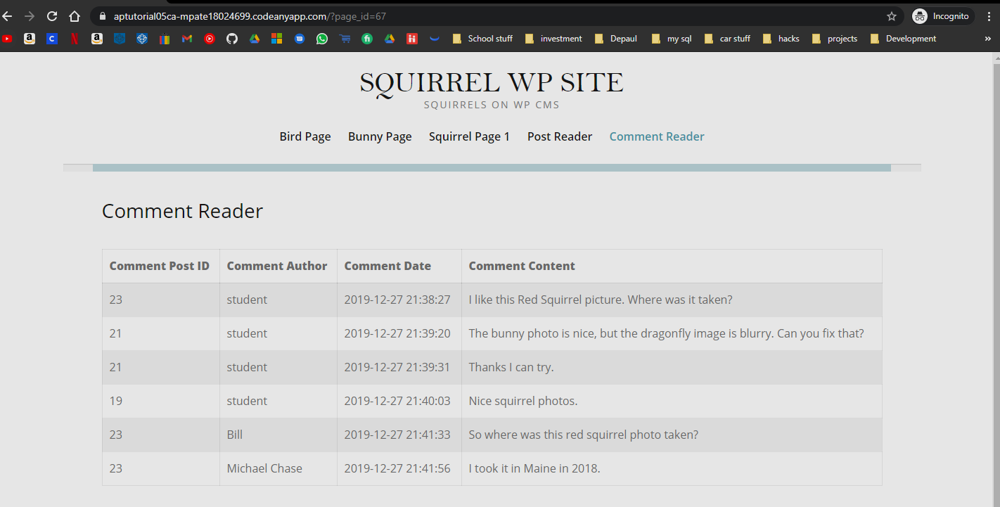 aptutorial05ca-mpate18024699.codeanyapp.com/?page_id=67 Incognito
School stuff investment Depaul my sql car stuff hacks projects Development »
SQUIRREL WP SITE
SQUIRRELS ON WP CMS
Bird Page Bunny Page Squirrel Page 1 Post Reader Comment Reader
Comment Reader
Comment Post ID Comment Author Comment Date Comment Content
23 student 2019-12-27 21:38:27 I like this Red Squirrel picture. Where was it taken?
21 student 2019-12-27 21:39:20 The bunny photo is nice, but the dragonfly image is blurry. Can you fix that?
21 student 2019-12-27 21:39:31 Thanks I can try.
19 student 2019-12-27 21:40:03 Nice squirrel photos.
23 Bill 2019-12-27 21:41:33 So where was this red squirrel photo taken?
23 Michael Chase 2019-12-27 21:41:56 I took it in Maine in 2018.